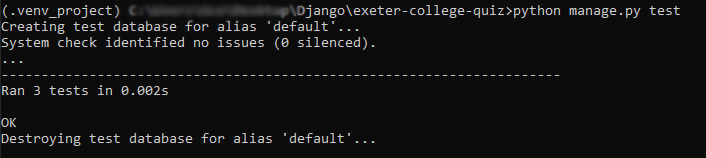 (.venv_project) Django\exeter-college-quiz>python manage.py test
Creating test database for alias 'default'...
System check identified no issues (0 silenced).
...
----------------------------------------------------------------------
Ran 3 tests in 0.002s
OK
Destroying test database for alias 'default'...